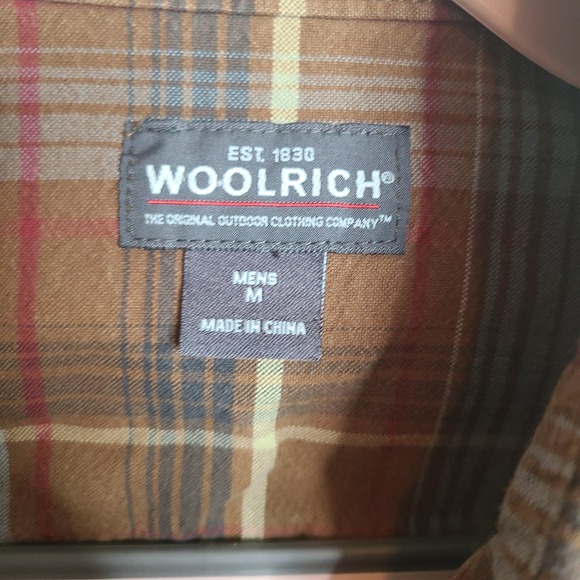 EST. 1830
WOOLRICH®
THE ORIGINAL OUTDOOR CLOTHING COMPANY™
MENS
M
MADE IN CHINA